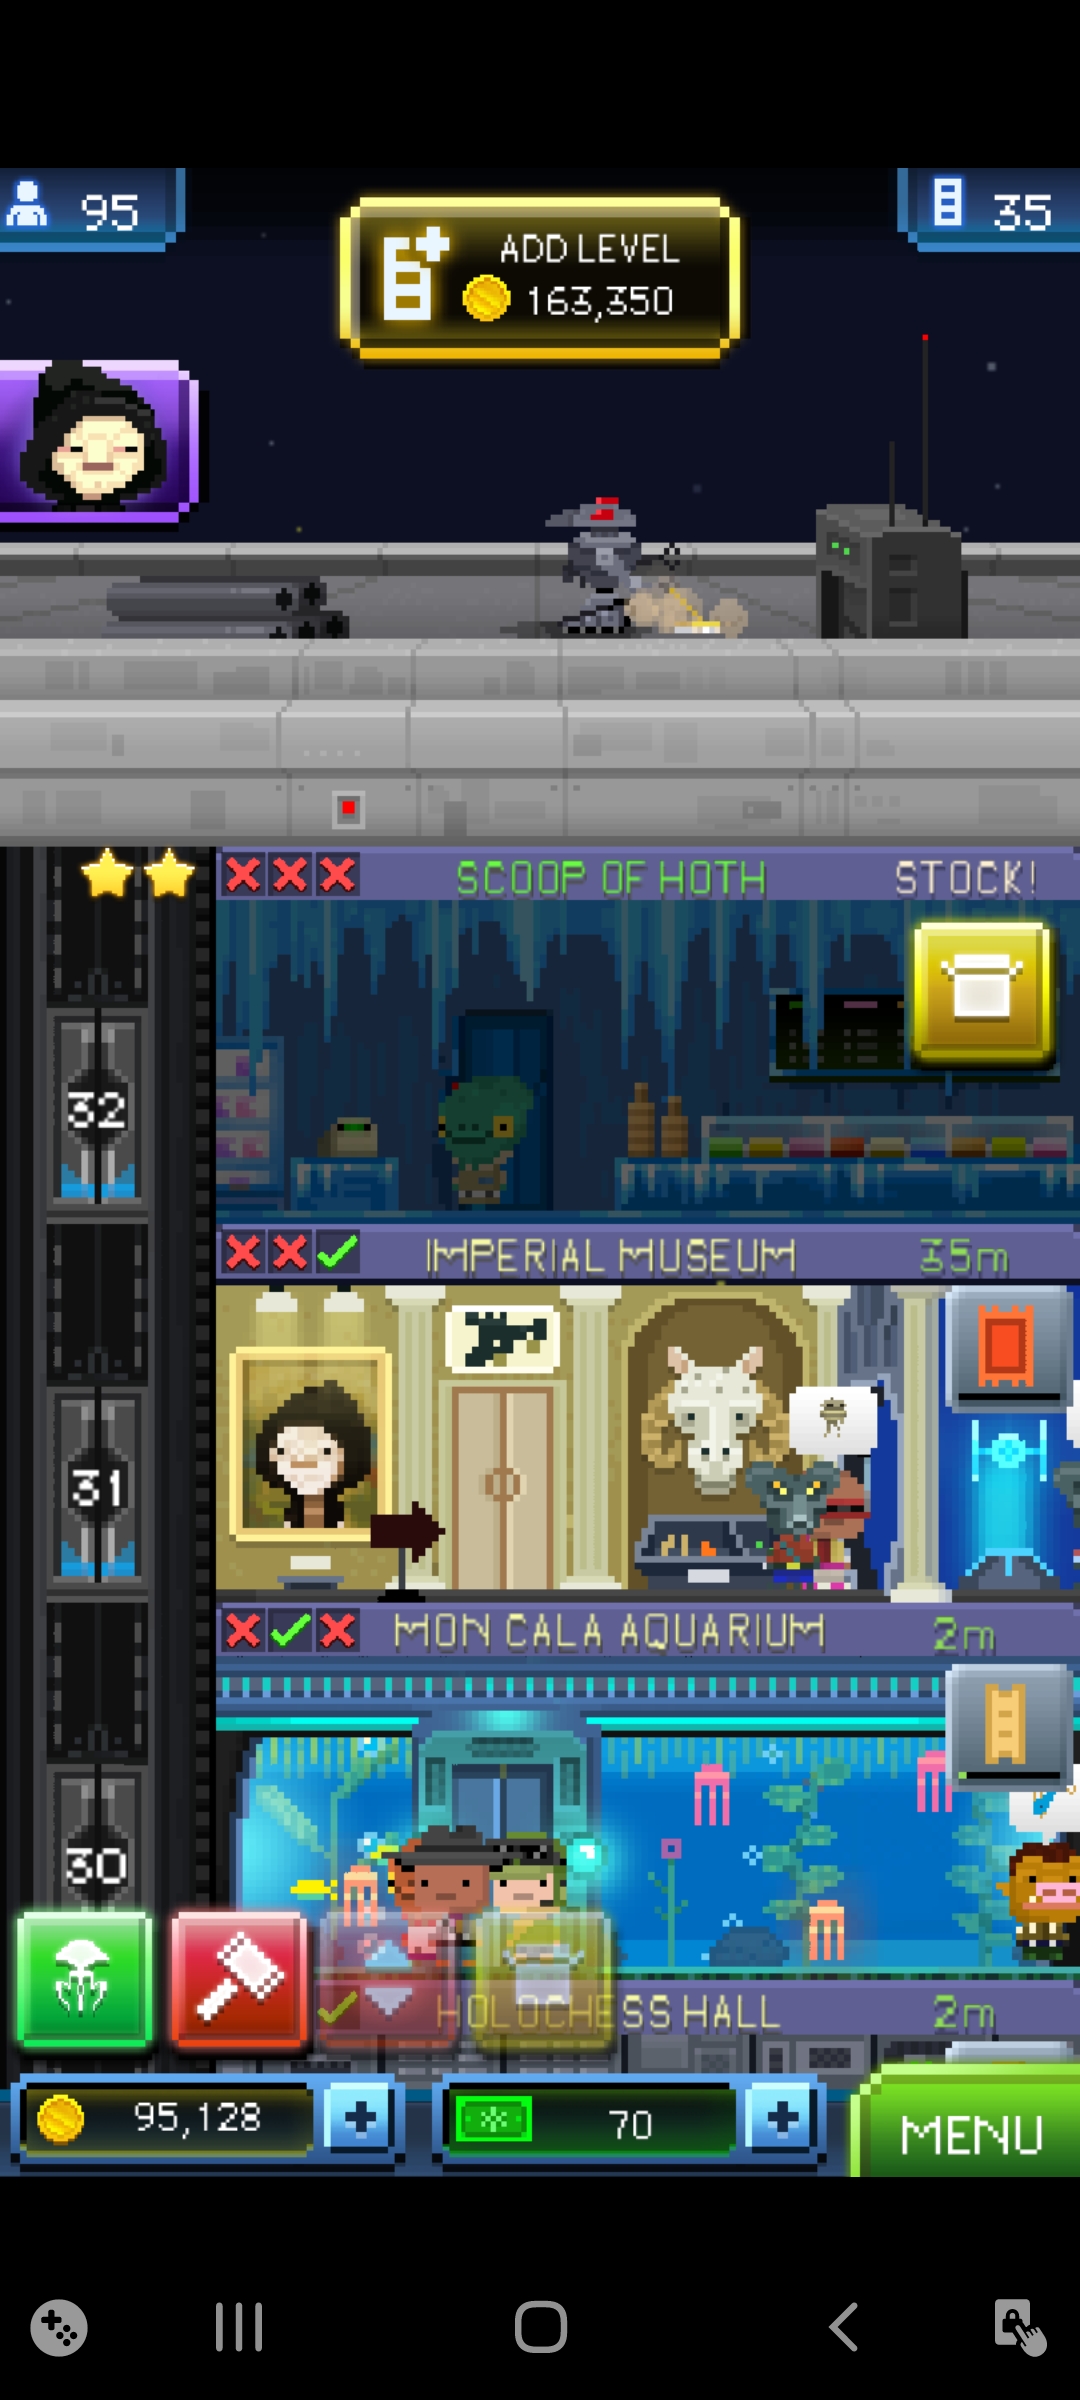 95
35
ADD LEVEL
163,350
SCOOP OF HOTH
STOCK!
32
IMPERIAL MUSEUM
35m
31
MON CALA AQUARIUM
2m
30
HOLOCHESS HALL
2m
95,128
70
MENU